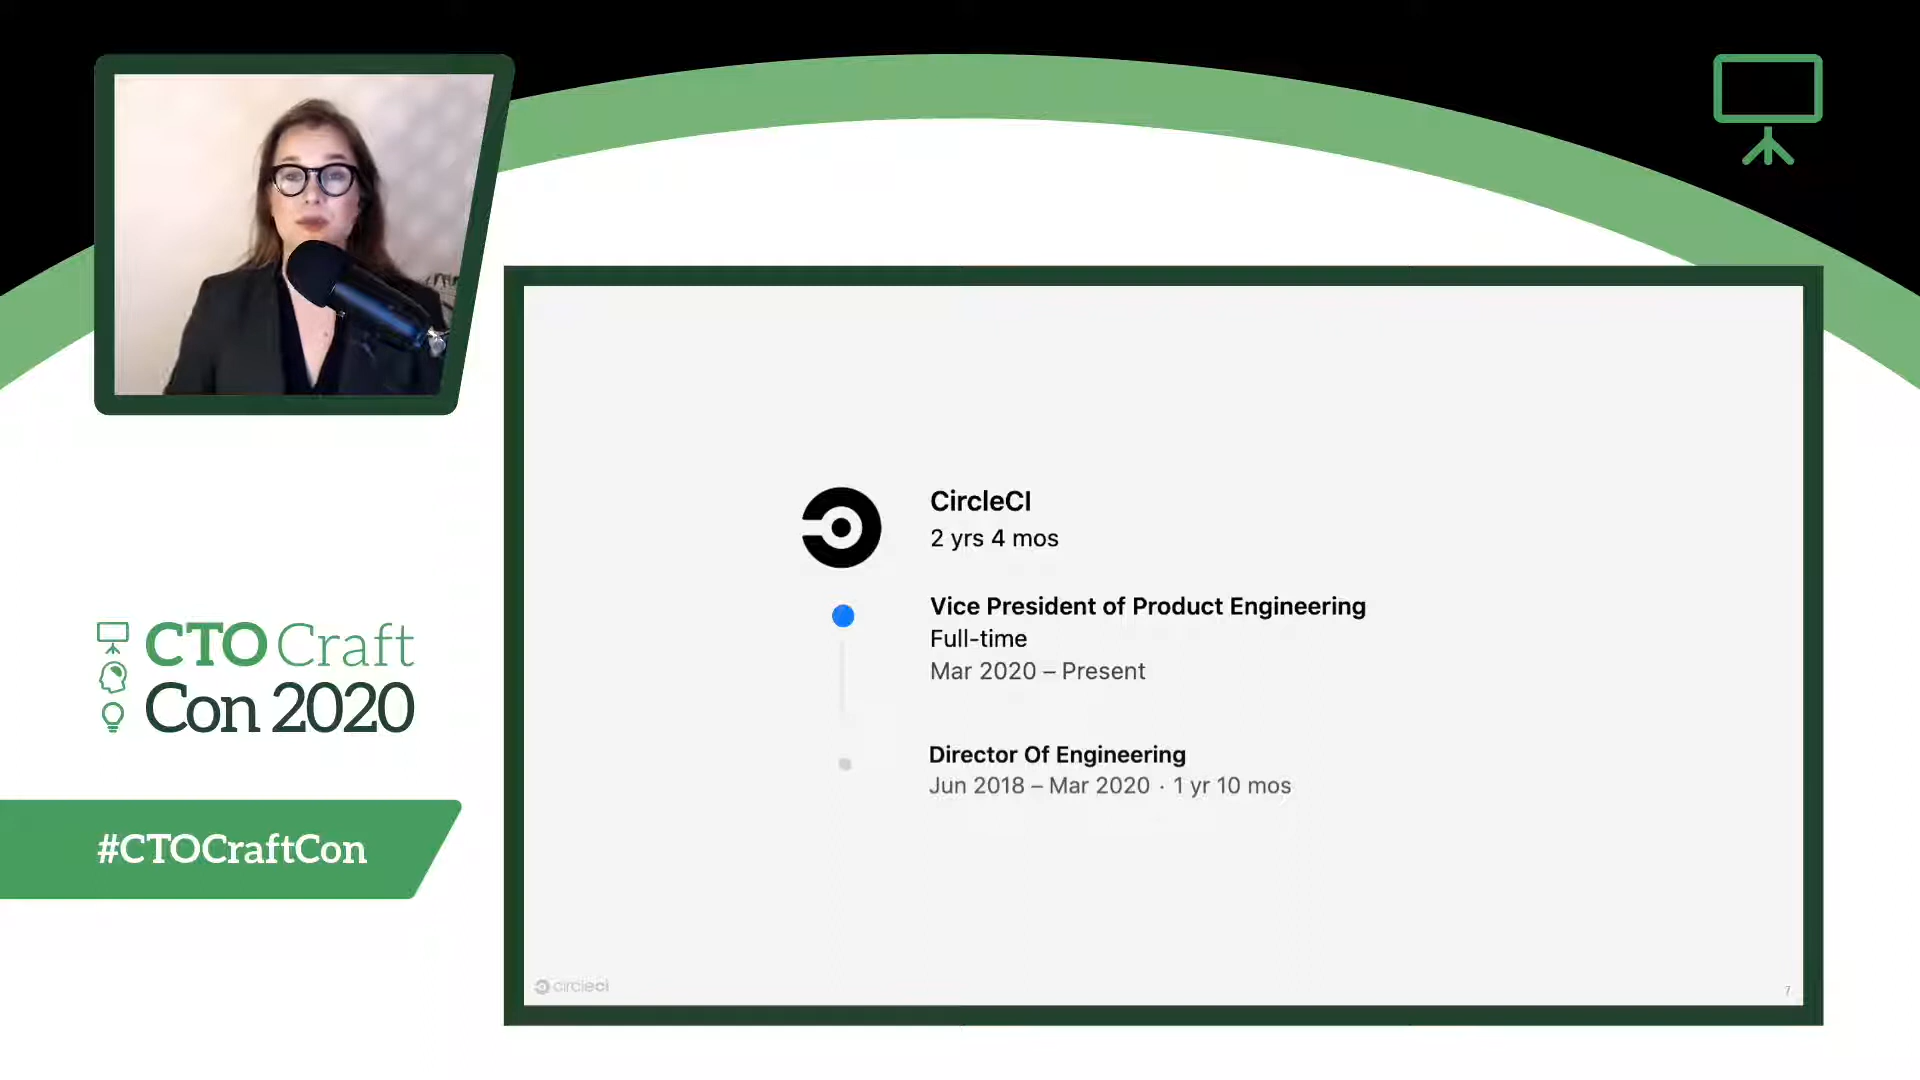 CircleCI
2 yrs 4 mos
Vice President of Product Engineering
Full-time
Mar 2020 – Present
Director Of Engineering
Jun 2018 – Mar 2020 · 1 yr 10 mos
circleci
7
CTO Craft
Con 2020
#CTOCraftCon